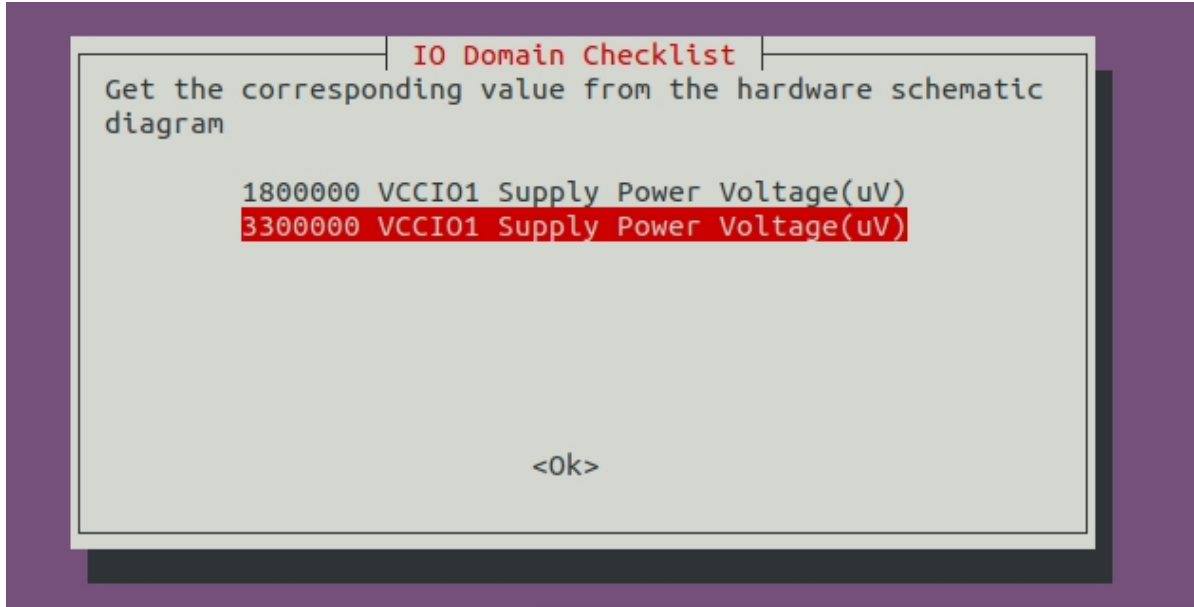 IO Domain Checklist
Get the corresponding value from the hardware schematic
diagram
1800000 VCCIO1 Supply Power Voltage(uV)
3300000 VCCIO1 Supply Power Voltage(uV)
<Ok>